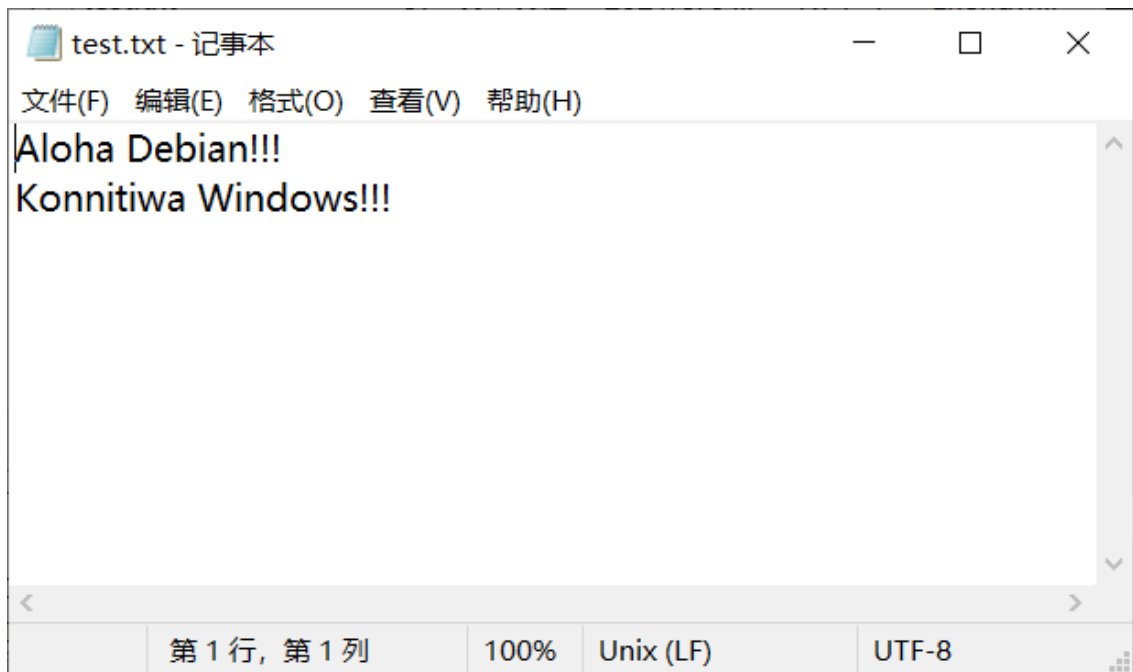 test.txt - 记事本
文件(F) 编辑(E) 格式(O) 查看(V) 帮助(H)
Aloha Debian!!!
Konnitiwa Windows!!!
第 1 行, 第 1 列 100% Unix (LF) UTF-8